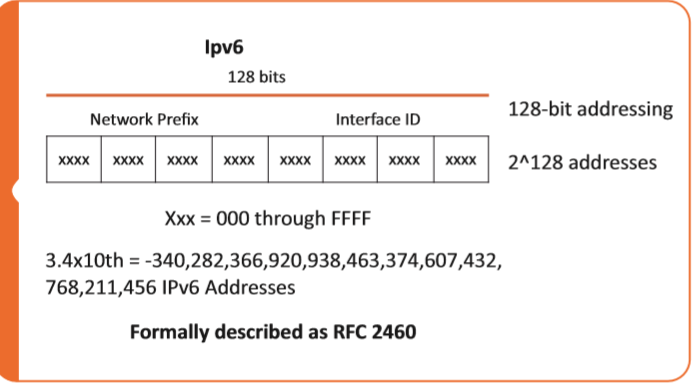 Ipv6
128 bits
128-bit addressing
Network Prefix Interface ID
xxxx xxxx xxxx xxxx xxxx xxxx xxxx xxxx
2^128 addresses
Xxx = 000 through FFFF
3.4x10th = -340,282,366,920,938,463,374,607,432,
768,211,456 IPv6 Addresses
Formally described as RFC 2460